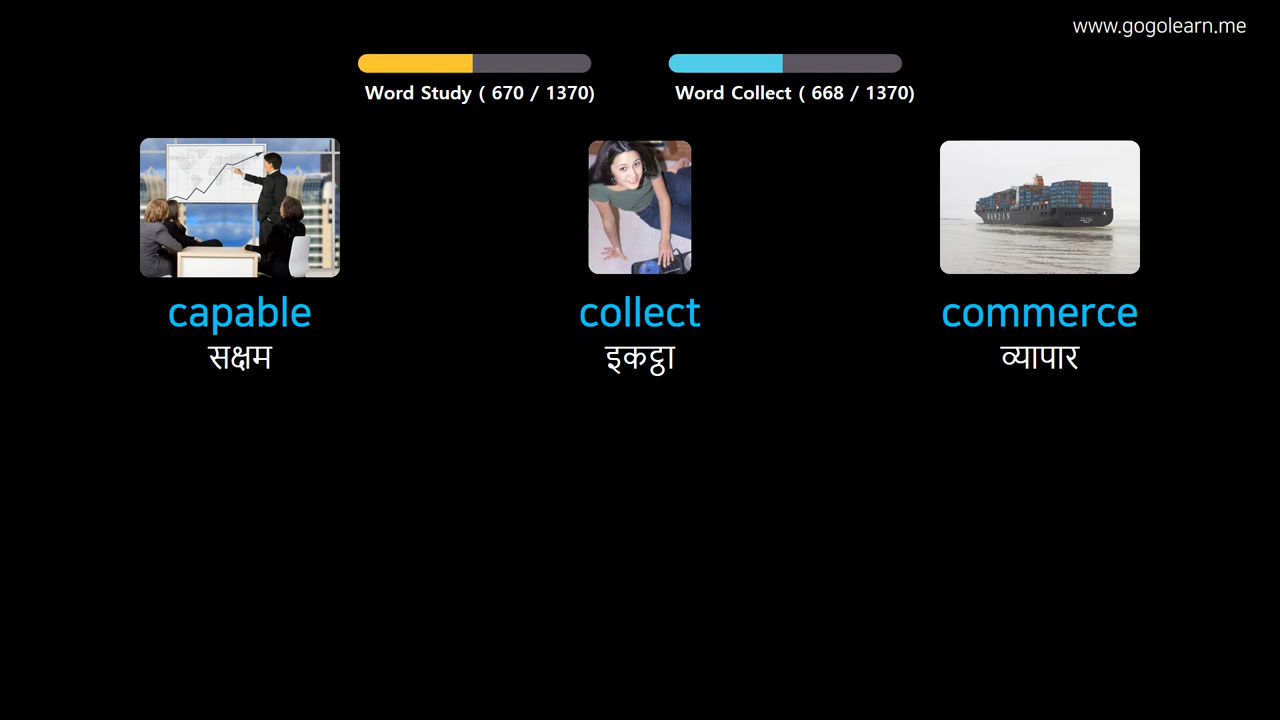 www.gogolearn.me
Word Study ( 670 / 1370)
Word Collect ( 668 / 1370)
capable
collect
commerce
सक्षम
इकट्ठा
व्यापार